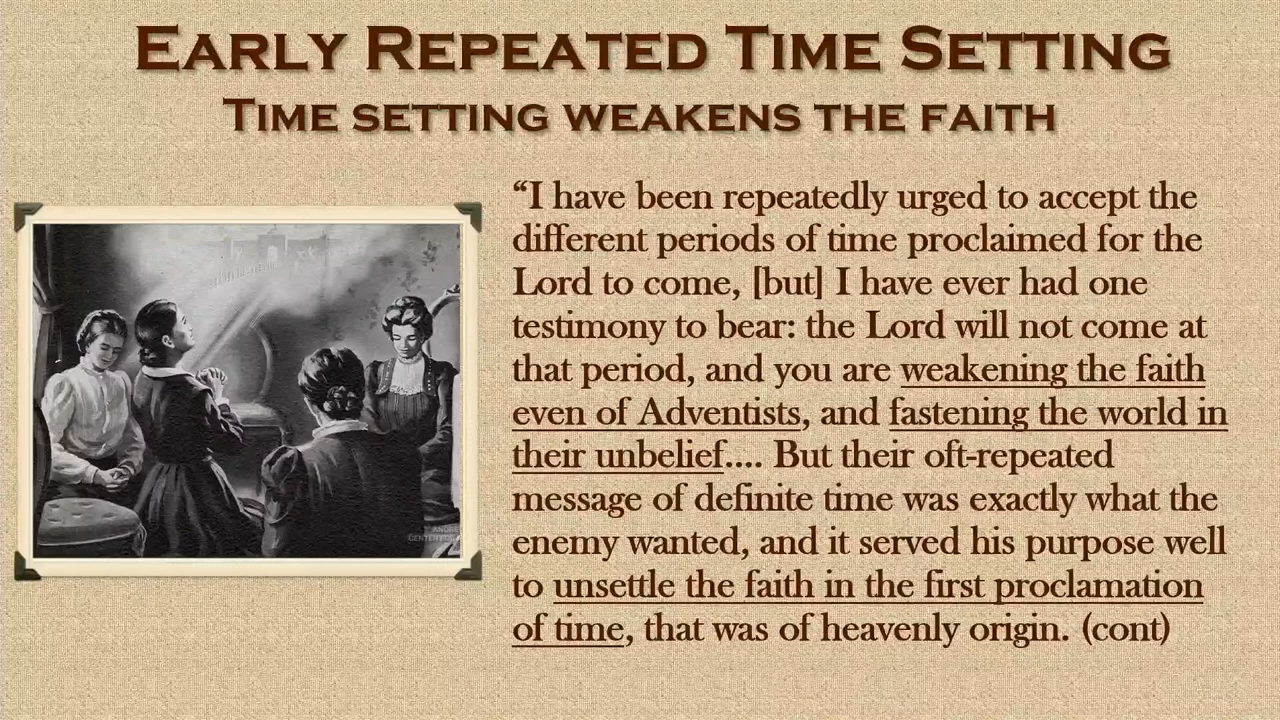 EARLY REPEATED TIME SETTING
TIME SETTING WEAKENS THE FAITH
“I have been repeatedly urged to accept the
different periods of time proclaimed for the
Lord to come, [but] I have ever had one
testimony to bear: the Lord will not come at
that period, and you are weakening the faith
even of Adventists, and fastening the world in
their unbelief.... But their oft-repeated
message of definite time was exactly what the
enemy wanted, and it served his purpose well
to unsettle the faith in the first proclamation
of time, that was of heavenly origin. (cont)